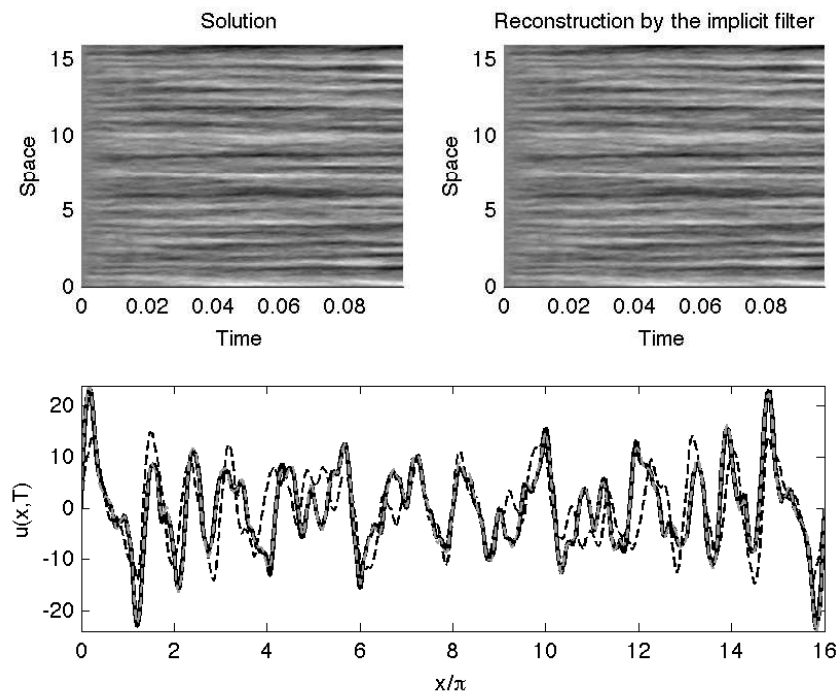 Solution
Reconstruction by the implicit filter
15
10
5
0
Space
0 0.02 0.04 0.06 0.08
Time
15
10
5
0
Space
0 0.02 0.04 0.06 0.08
Time
20
10
0
-10
-20
u(x,T)
0 2 4 6 8 10 12 14 16
x/π